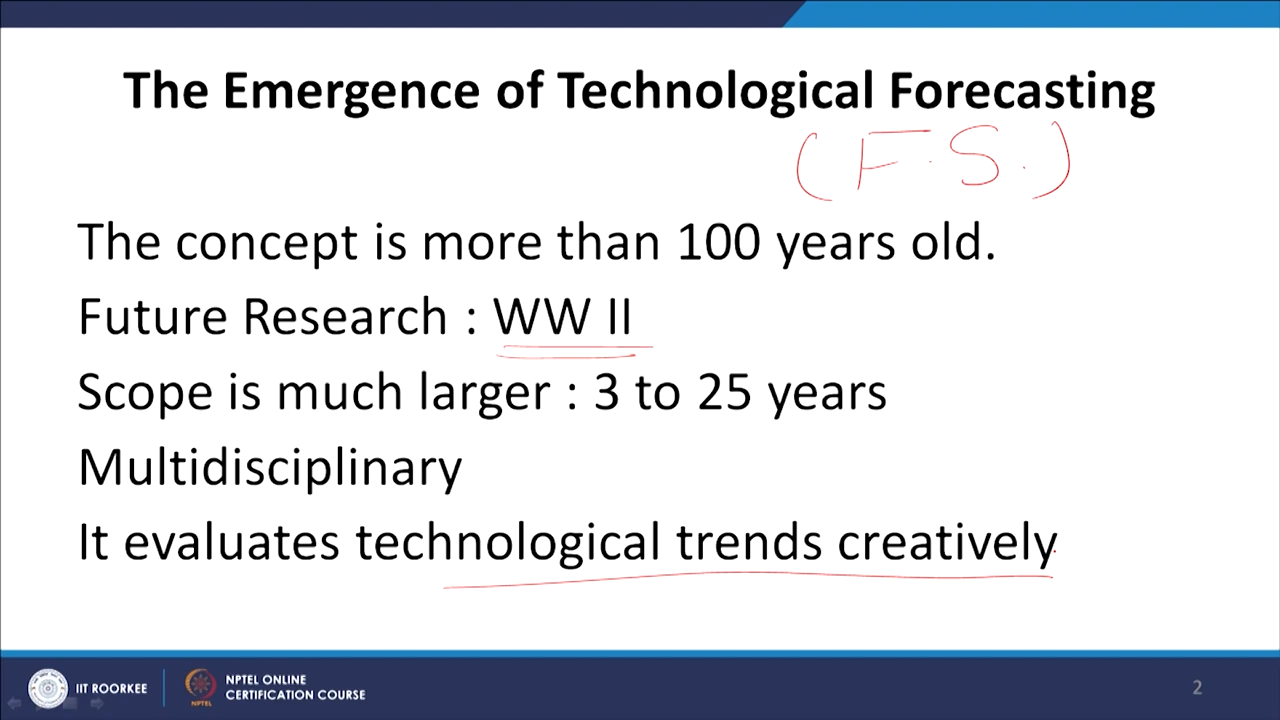 The Emergence of Technological Forecasting
(F.S.)
The concept is more than 100 years old.
Future Research : WW II
Scope is much larger : 3 to 25 years
Multidisciplinary
It evaluates technological trends creatively
IIT ROORKEE
NPTEL
NPTEL ONLINE
CERTIFICATION COURSE
2